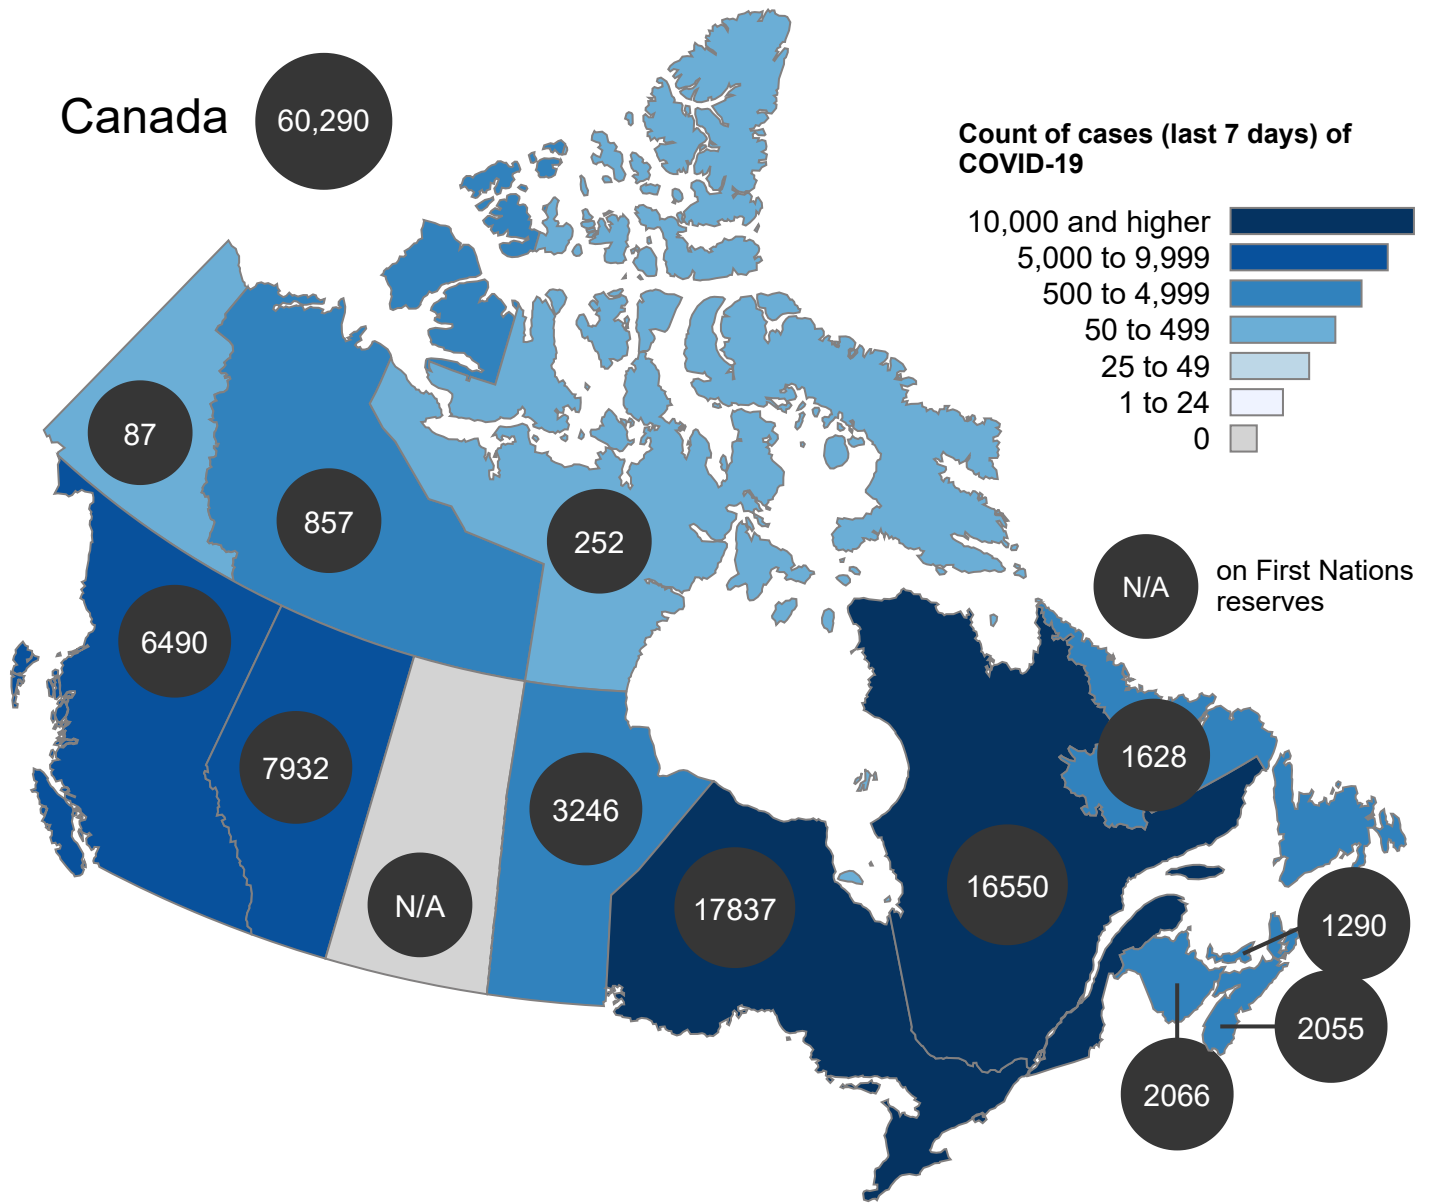 Canada
60,290
Count of cases (last 7 days) of
COVID-19
10,000 and higher
5,000 to 9,999
500 to 4,999
50 to 499
25 to 49
1 to 24
0
87
857
252
N/A
on First Nations
reserves
6490
7932
3246
1628
N/A
17837
16550
1290
2055
2066